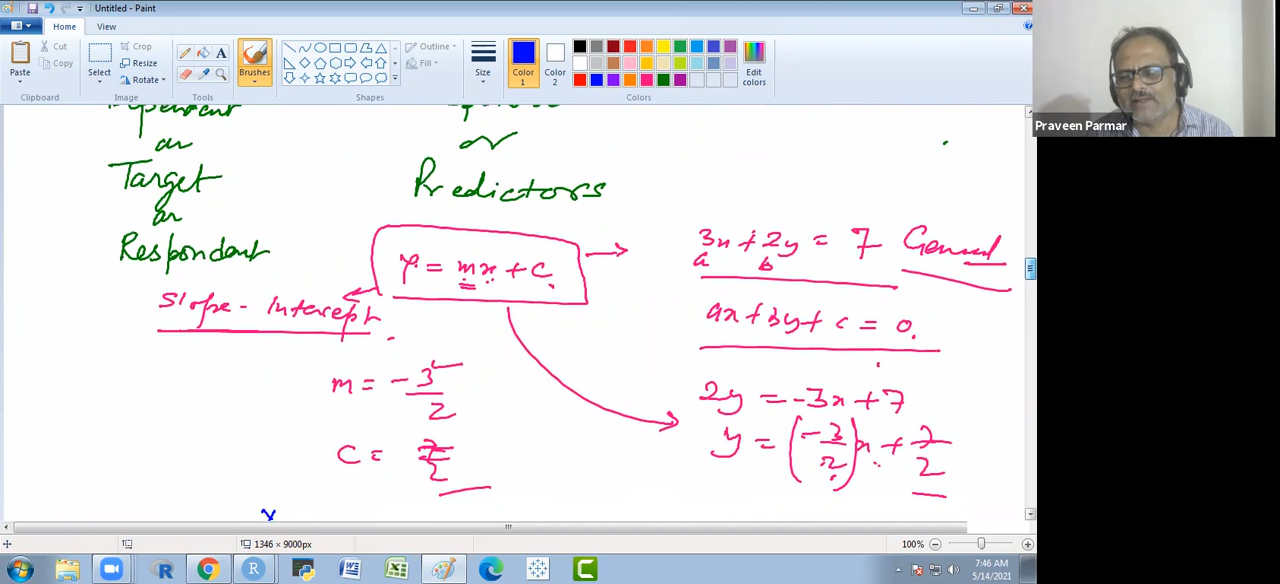 Untitled - Paint
Home View
Paste
Cut
Copy
Clipboard
Select
Crop
Resize
Rotate
Image
Tools
Brushes
Shapes
Outline
Fill
Size
Color 1
Color 2
Edit colors
Colors
Praveen Parmar
or
Target
or
Respondent
or
Predictors
Y = mx + C
Slope - Intercept
m = -3/2
C = 7/2
3x + 2y = 7 General
a b
ax + by + c = 0
2y = -3x + 7
y = (-3/2)x + 7/2
x
1346 × 9000px
100%
7:46 AM
5/14/2021